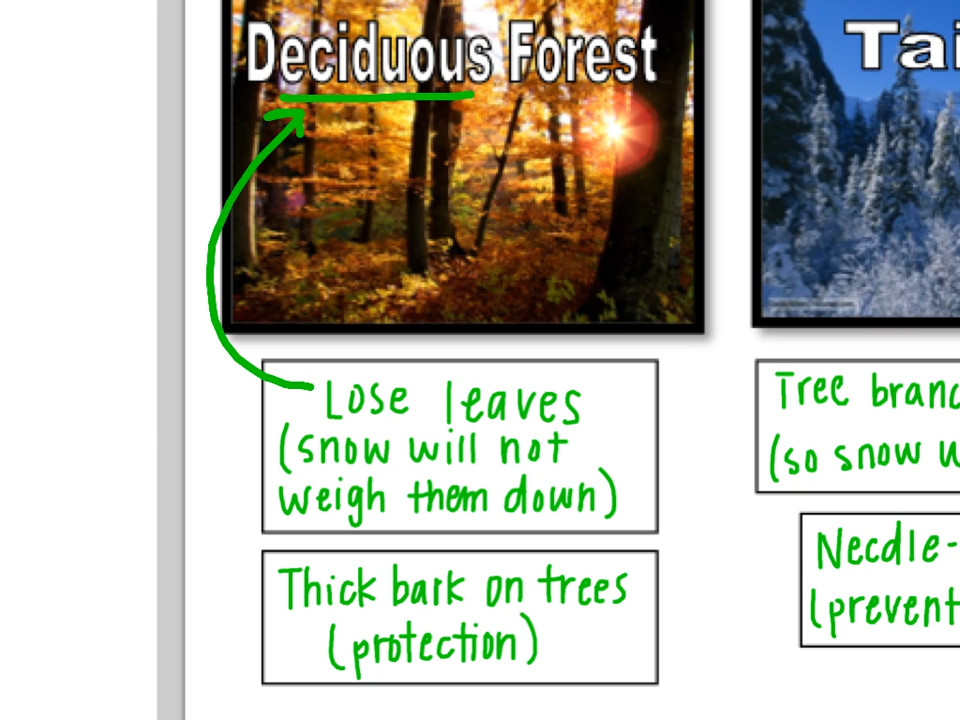 Deciduous Forest
Lose leaves
(snow will not
weigh them down)
Thick bark on trees
(protection)
Tai
Tree branc
(so snow w
Needle-
(prevent